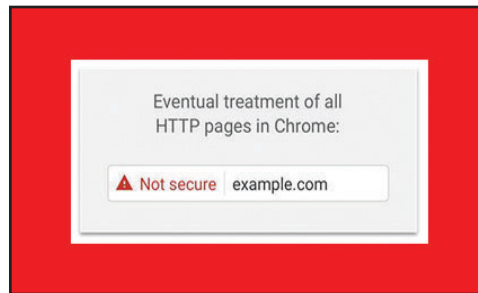 Eventual treatment of all
HTTP pages in Chrome:
Not secure example.com